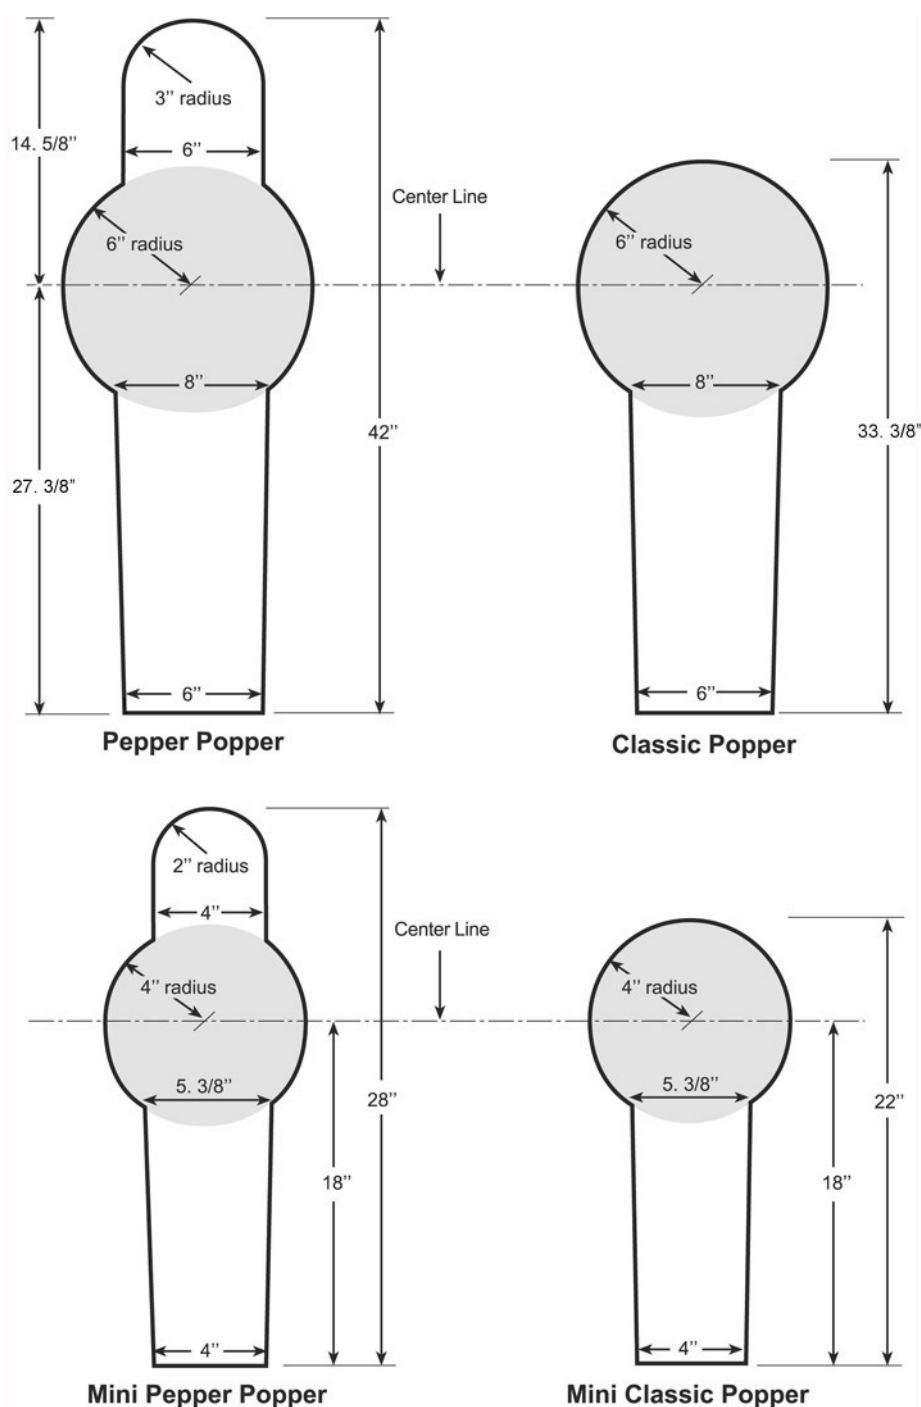 3’’ radius
14. 5/8’’
6’’
Center Line
6’’ radius
6’’ radius
8’’
8’’
42’’
33. 3/8’’
27. 3/8’’
6’’
6’’
Pepper Popper
Classic Popper
2’’ radius
4’’
Center Line
4’’ radius
4’’ radius
5. 3/8’’
5. 3/8’’
28’’
22’’
18’’
18’’
4’’
4’’
Mini Pepper Popper
Mini Classic Popper